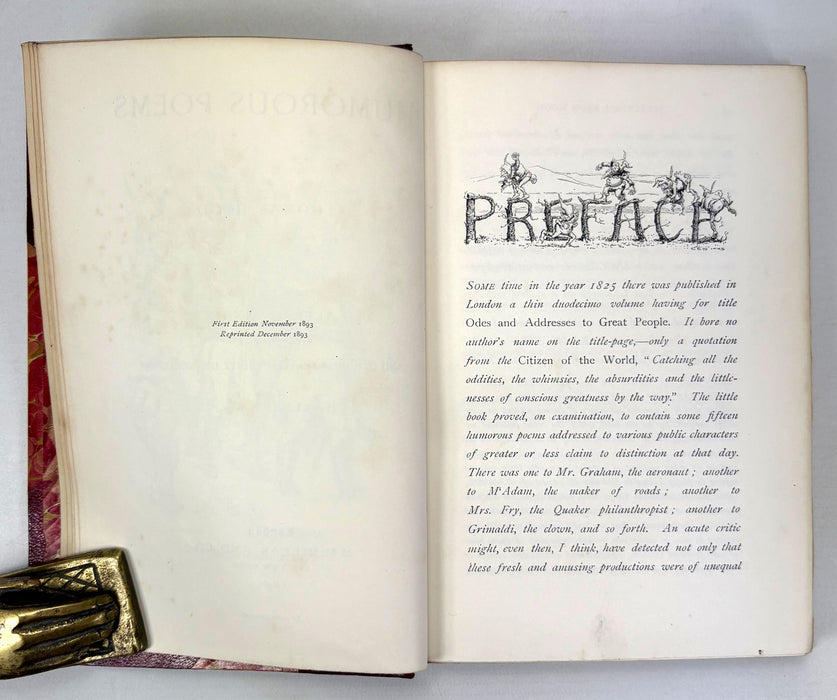 HUMOROUS POEMS
First Edition November 1893
Reprinted December 1893
PREFACE
SOME time in the year 1825 there was published in
London a thin duodecimo volume having for title
Odes and Addresses to Great People. It bore no
author's name on the title-page,—only a quotation
from the Citizen of the World, "Catching all the
oddities, the whimsies, the absurdities and the little-
nesses of conscious greatness by the way." The little
book proved, on examination, to contain some fifteen
humorous poems addressed to various public characters
of greater or less claim to distinction at that day.
There was one to Mr. Graham, the aeronaut; another
to M'Adam, the maker of roads; another to
Mrs. Fry, the Quaker philanthropist; another to
Grimaldi, the clown, and so forth. An acute critic
might, even then, I think, have detected not only that
these fresh and amusing productions were of unequal